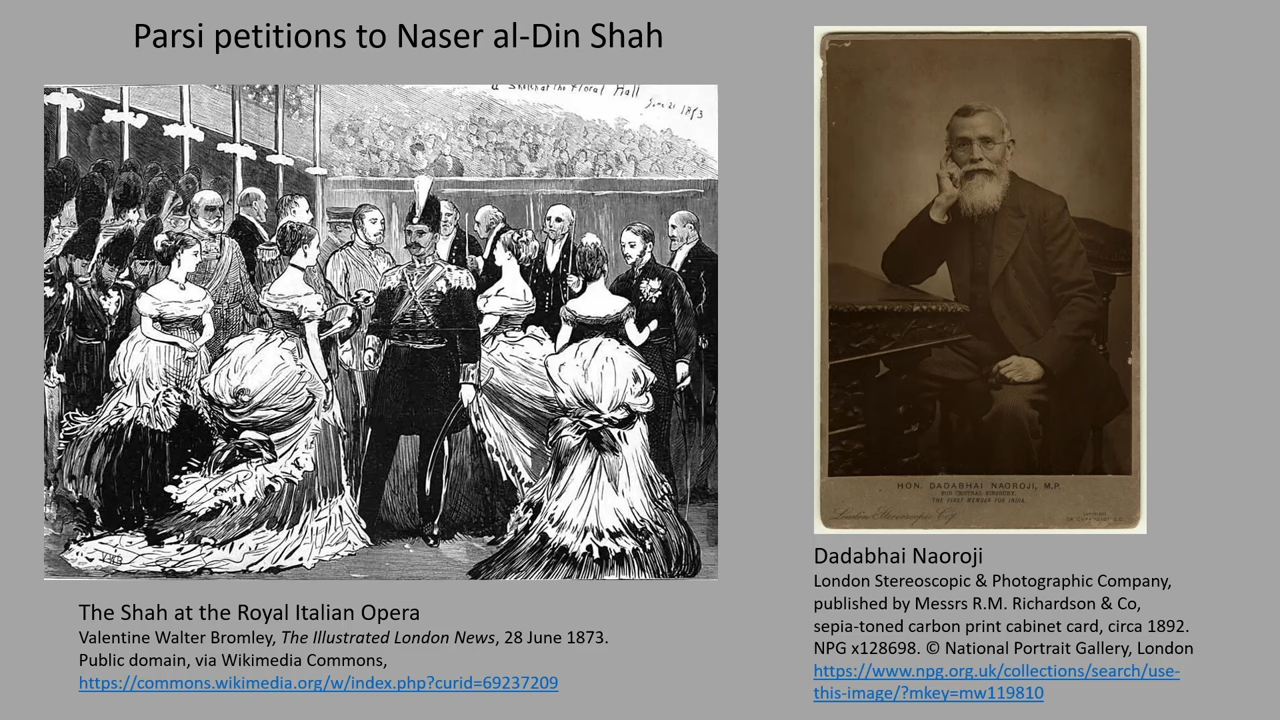 Parsi petitions to Naser al-Din Shah
a Sketch at the Floral Hall
June 21 1873
The Shah at the Royal Italian Opera
Valentine Walter Bromley, The Illustrated London News, 28 June 1873.
Public domain, via Wikimedia Commons,
https://commons.wikimedia.org/w/index.php?curid=69237209
HON. DADABHAI NAOROJI, M.P.
FOR CENTRAL FINSBURY.
THE FIRST MEMBER FOR INDIA.
London Stereoscopic Co.
COPYRIGHT
Dadabhai Naoroji
London Stereoscopic & Photographic Company,
published by Messrs R.M. Richardson & Co,
sepia-toned carbon print cabinet card, circa 1892.
NPG x128698. © National Portrait Gallery, London
https://www.npg.org.uk/collections/search/use-
this-image/?mkey=mw119810